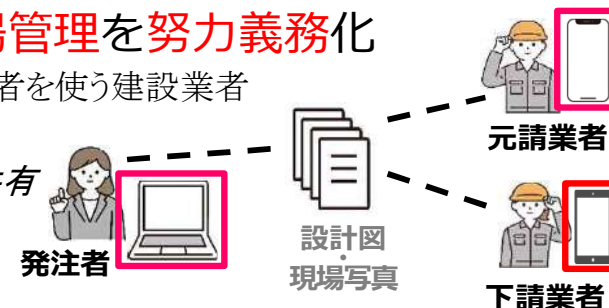 場管理を努力義務化
者を使う建設業者
有
元請業者
設計図
・
現場写真
発注者
下請業者